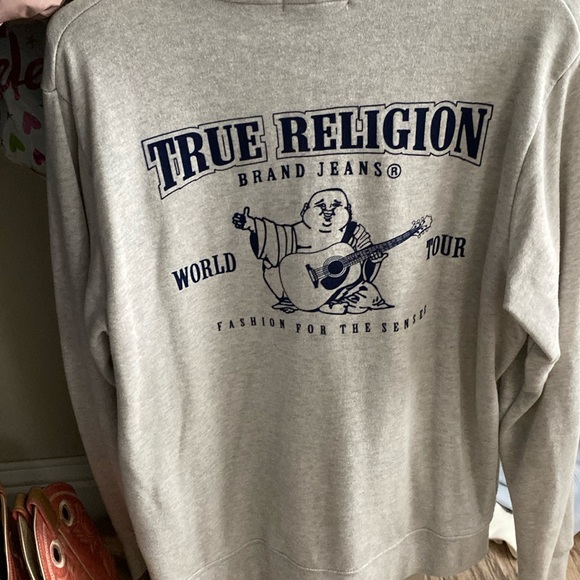 TRUE RELIGION
BRAND JEANS®
WORLD TOUR
FASHION FOR THE SENSES